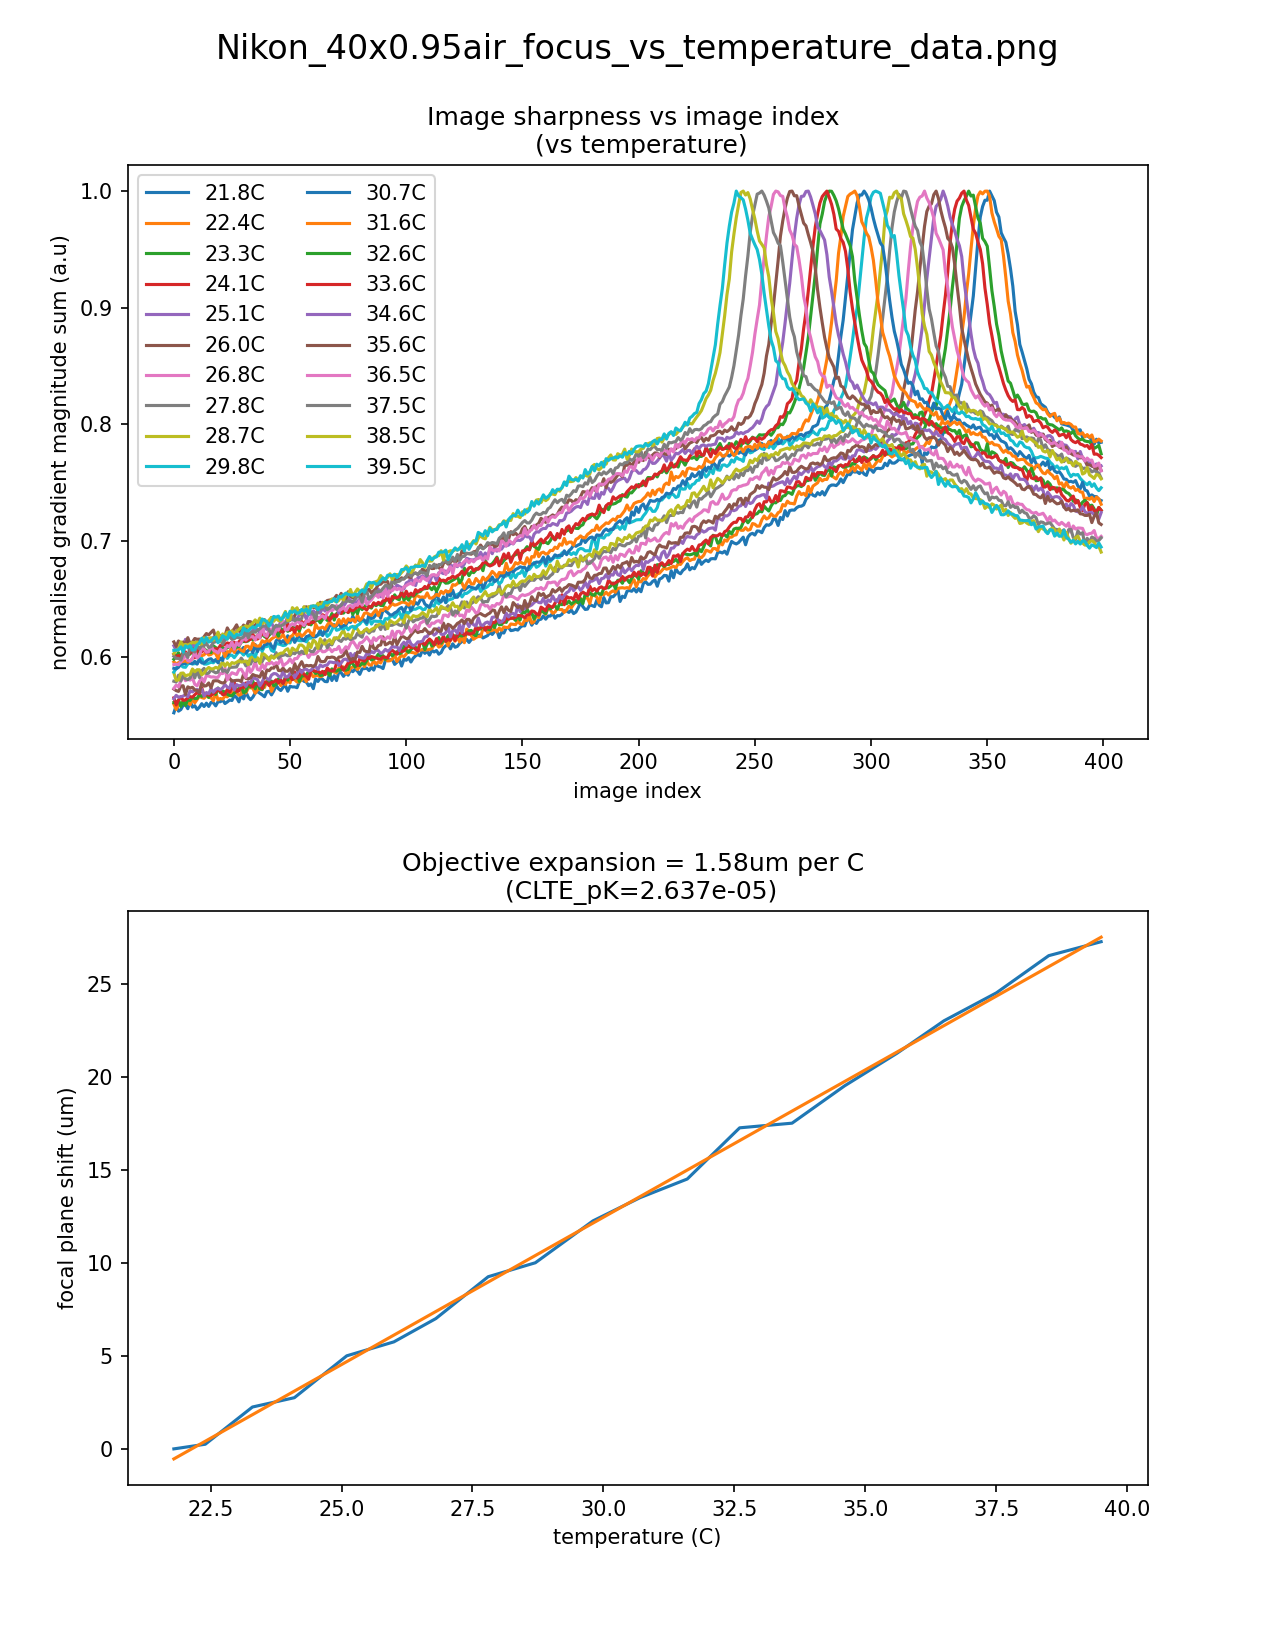 Nikon_40x0.95air_focus_vs_temperature_data.png
Image sharpness vs image index
(vs temperature)
normalised gradient magnitude sum (a.u)
1.0
0.9
0.8
0.7
0.6
21.8C 30.7C
22.4C 31.6C
23.3C 32.6C
24.1C 33.6C
25.1C 34.6C
26.0C 35.6C
26.8C 36.5C
27.8C 37.5C
28.7C 38.5C
29.8C 39.5C
0 50 100 150 200 250 300 350 400
image index
Objective expansion = 1.58um per C
(CLTE_pK=2.637e-05)
focal plane shift (um)
25
20
15
10
5
0
22.5 25.0 27.5 30.0 32.5 35.0 37.5 40.0
temperature (C)